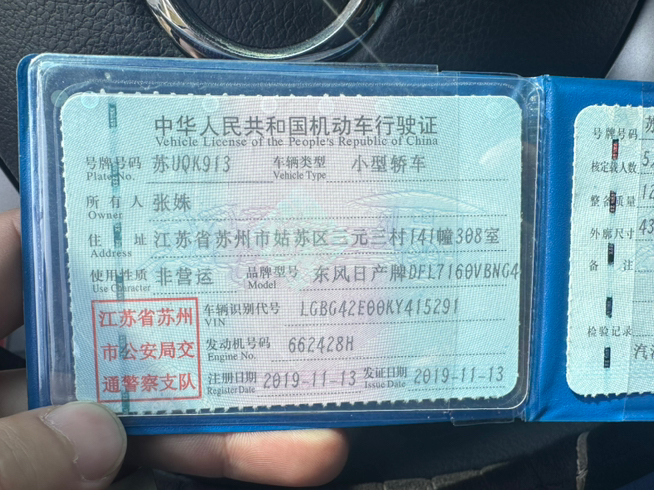 中华人民共和国机动车行驶证
Vehicle License of the People's Republic of China
号牌号码 苏UQK913 车辆类型 小型轿车
Plate No. Vehicle Type
所有人 张姝
Owner
住址 江苏省苏州市姑苏区三元三村141幢308室
Address
使用性质 非营运 品牌型号 东风日产牌DFL7160VBNG4
Use Character Model
江苏省苏州
市公安局交
通警察支队
车辆识别代号 LGBG42E00KY415291
VIN
发动机号码 662428H
Engine No.
注册日期 2019-11-13 发证日期 2019-11-13
Register Date Issue Date
号牌号码
核定载人数
整备质量
外廓尺寸
备注
检验记录